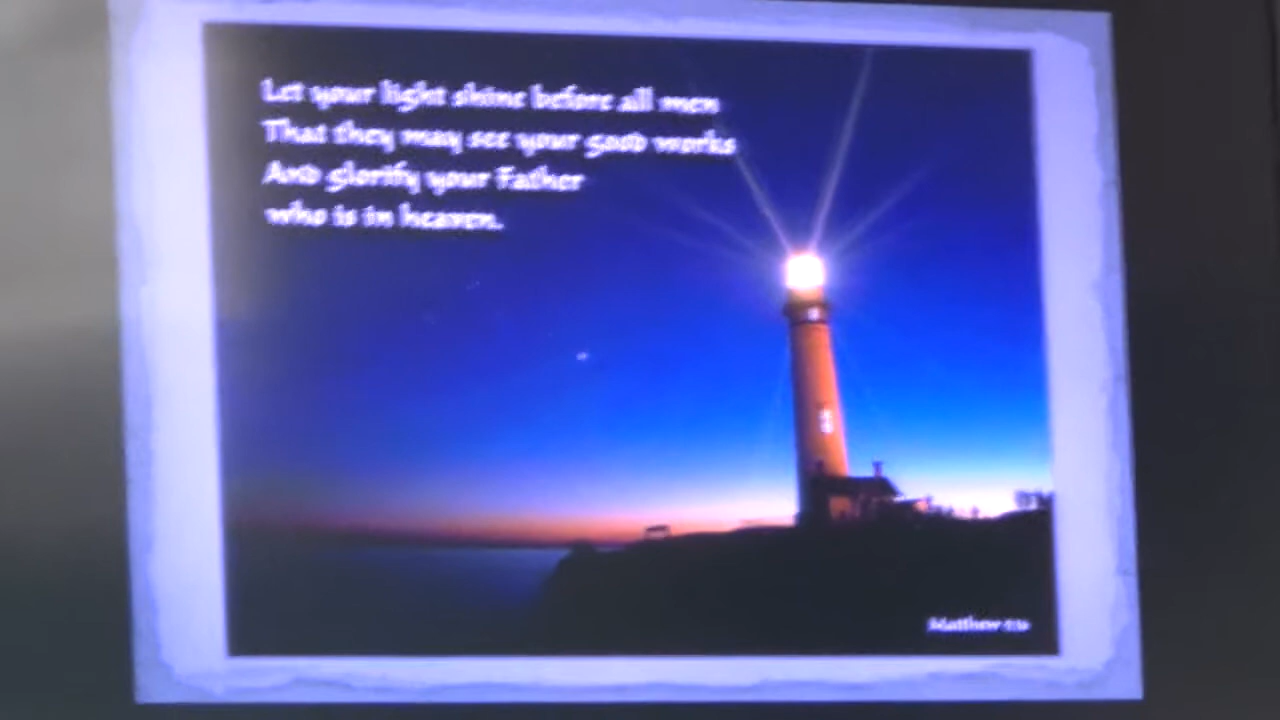 Let your light shine before all men
That they may see your good works
And glorify your Father
who is in heaven.
Matthew